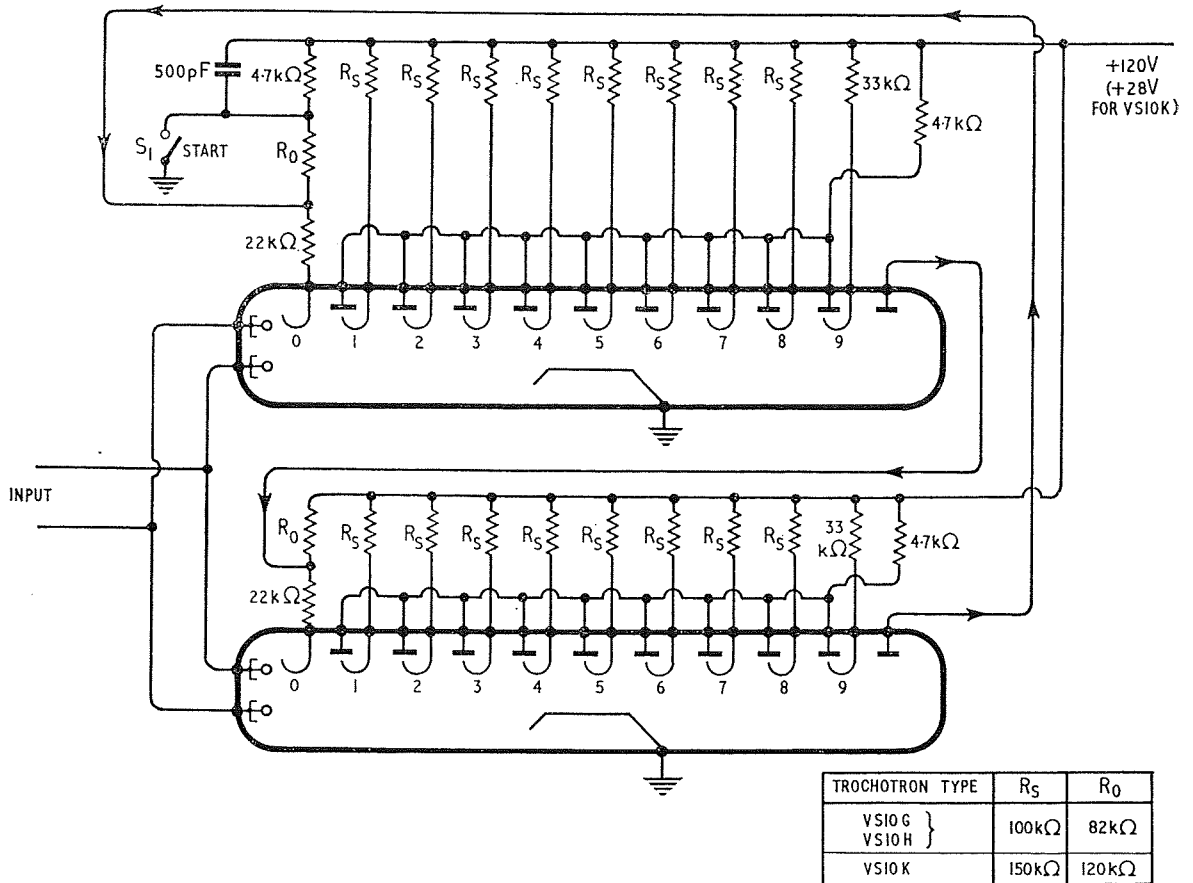 500pF
4·7kΩ
RS
RS
RS
RS
RS
RS
RS
RS
33kΩ
4·7kΩ
+120V
(+28V
FOR VS10K)
S1
START
RO
22kΩ
0 1 2 3 4 5 6 7 8 9
INPUT
RO
RS
RS
RS
RS
RS
RS
RS
RS
33
kΩ
4·7kΩ
22kΩ
0 1 2 3 4 5 6 7 8 9
TROCHOTRON TYPE RS RO
VS10G
VS10H } 100kΩ 82kΩ
VS10K 150kΩ 120kΩ